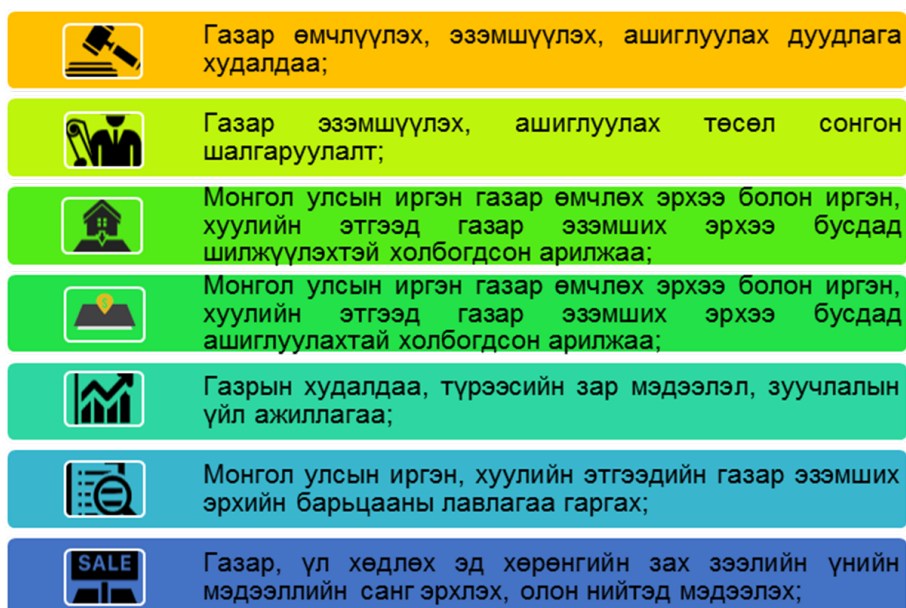 Газар өмчлүүлэх, эзэмшүүлэх, ашиглуулах дуудлага
худалдаа;
Газар эзэмшүүлэх, ашиглуулах төсөл сонгон
шалгаруулалт;
Монгол улсын иргэн газар өмчлөх эрхээ болон иргэн,
хуулийн этгээд газар эзэмших эрхээ бусдад
шилжүүлэхтэй холбогдсон арилжаа;
Монгол улсын иргэн газар өмчлөх эрхээ болон иргэн,
хуулийн этгээд газар эзэмших эрхээ бусдад
ашиглуулахтай холбогдсон арилжаа;
Газрын худалдаа, түрээсийн зар мэдээлэл, зуучлалын
үйл ажиллагаа;
Монгол улсын иргэн, хуулийн этгээдийн газар эзэмших
эрхийн барьцааны лавлагаа гаргах;
SALE
Газар, үл хөдлөх эд хөрөнгийн зах зээлийн үнийн
мэдээллийн санг эрхлэх, олон нийтэд мэдээлэх;